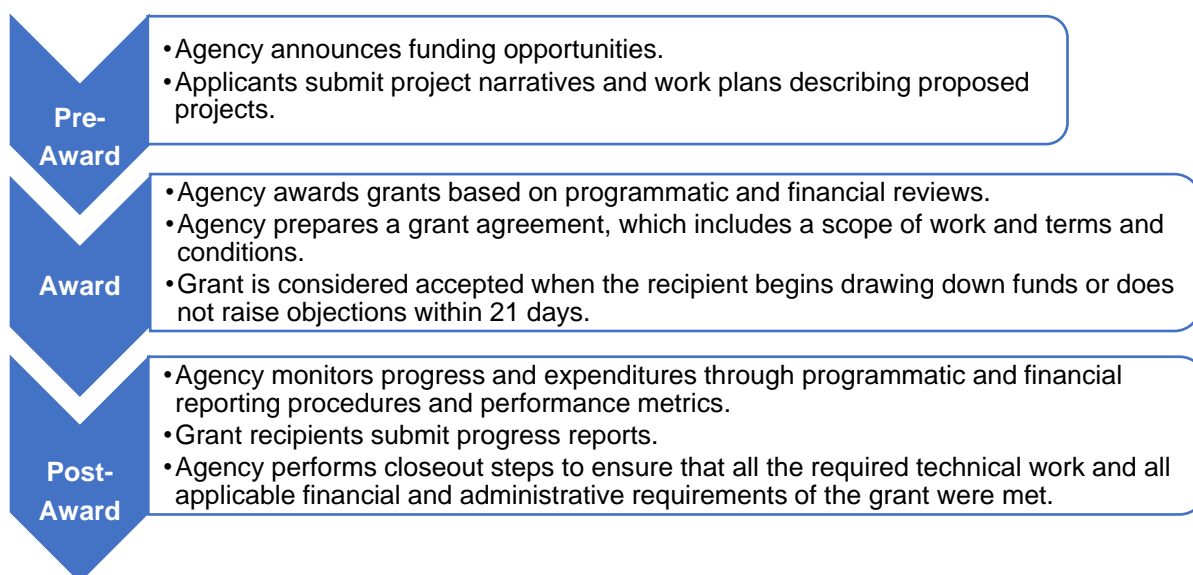 Pre-
Award
•Agency announces funding opportunities.
•Applicants submit project narratives and work plans describing proposed
projects.
Award
•Agency awards grants based on programmatic and financial reviews.
•Agency prepares a grant agreement, which includes a scope of work and terms and
conditions.
•Grant is considered accepted when the recipient begins drawing down funds or does
not raise objections within 21 days.
Post-
Award
•Agency monitors progress and expenditures through programmatic and financial
reporting procedures and performance metrics.
•Grant recipients submit progress reports.
•Agency performs closeout steps to ensure that all the required technical work and all
applicable financial and administrative requirements of the grant were met.